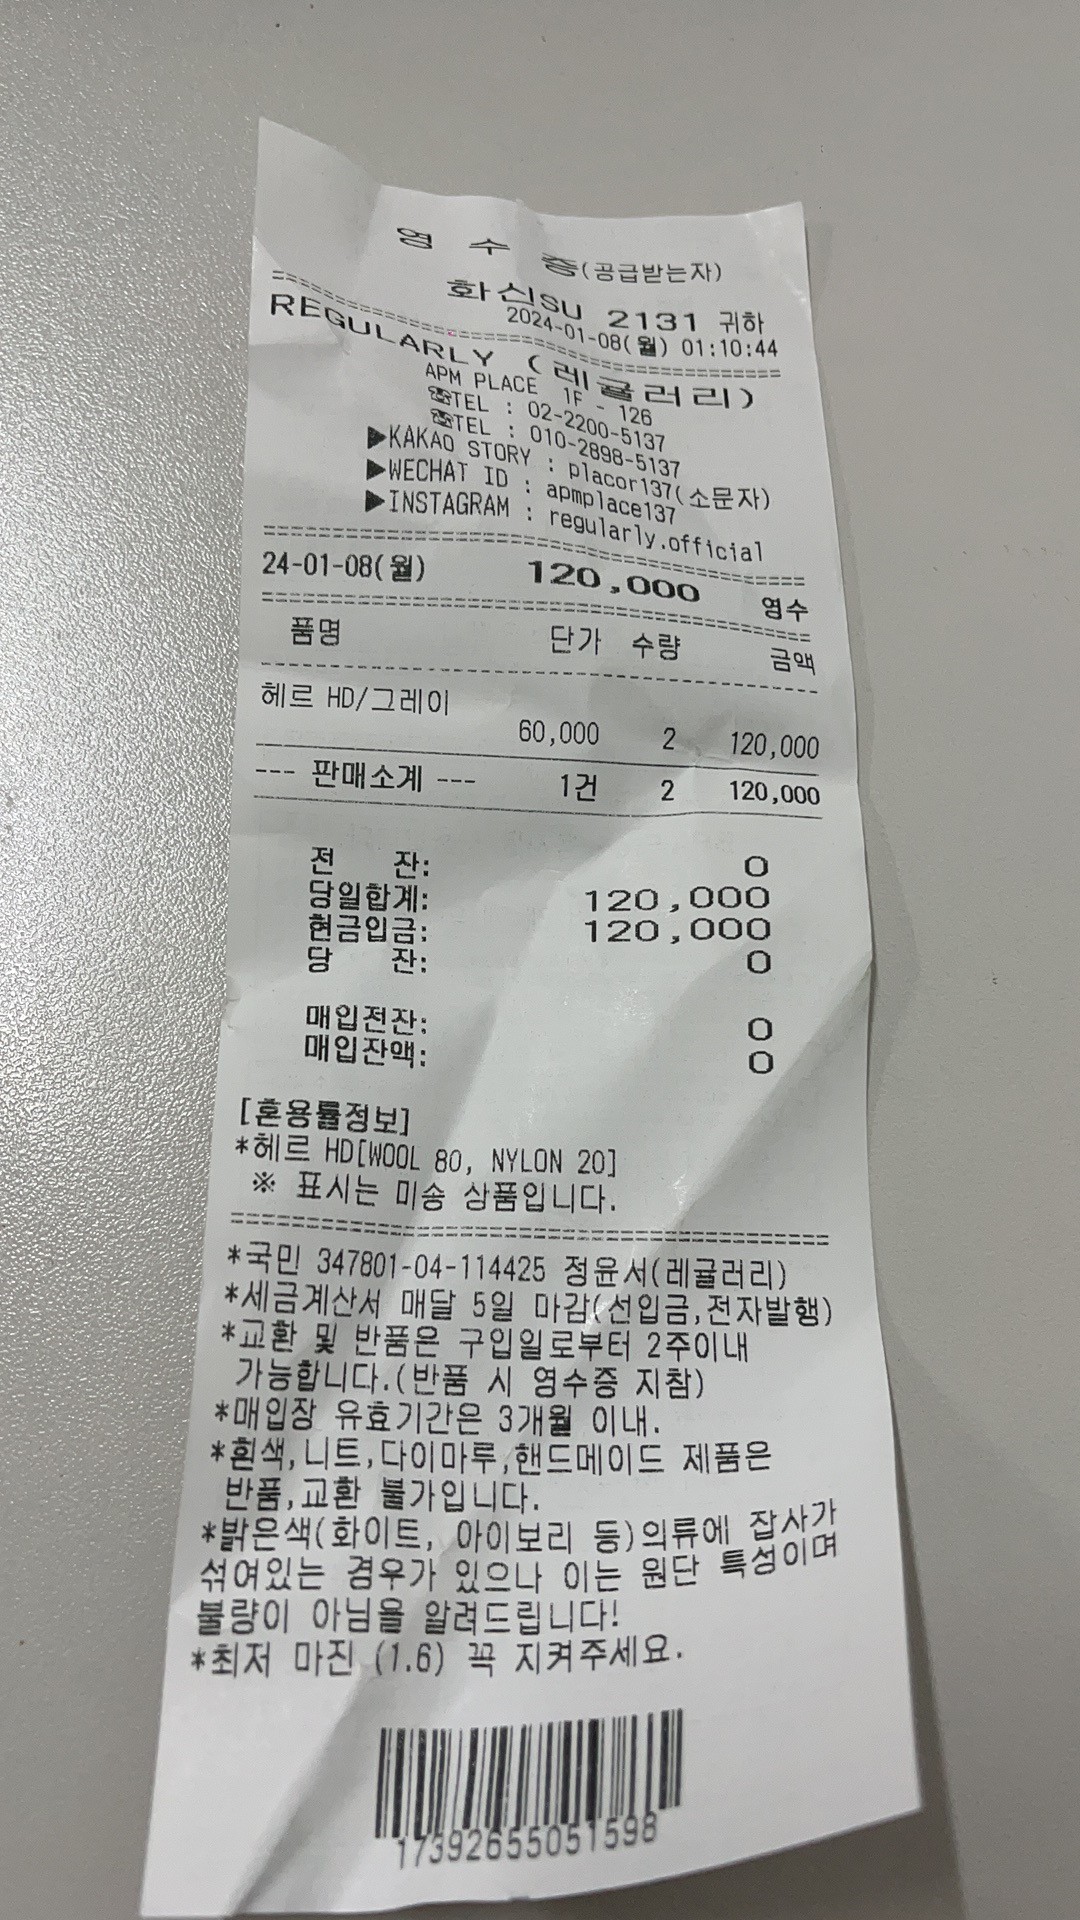 영 수 증(공급받는자)
화신SU 2131 귀하
2024-01-08(월) 01:10:44
================================
REGULARLY (레귤러리)
APM PLACE 1F - 126
☎TEL : 02-2200-5137
☎TEL : 010-2898-5137
▶KAKAO STORY : placor137(소문자)
▶WECHAT ID : apmplace137
▶INSTAGRAM : regularly.official
================================
24-01-08(월) 120,000 영수
================================
품명 단가 수량 금액
--------------------------------
헤르 HD/그레이
60,000 2 120,000
--- 판매소계 --- 1건 2 120,000
전 잔: 0
당일합계: 120,000
현금입금: 120,000
당 잔: 0
매입전잔: 0
매입잔액: 0
[혼용률정보]
*헤르 HD[WOOL 80, NYLON 20]
※ 표시는 미송 상품입니다.
================================
*국민 347801-04-114425 정윤서(레귤러리)
*세금계산서 매달 5일 마감(선입금,전자발행)
*교환 및 반품은 구입일로부터 2주이내
가능합니다.(반품 시 영수증 지참)
*매입장 유효기간은 3개월 이내.
*흰색,니트,다이마루,핸드메이드 제품은
반품,교환 불가입니다.
*밝은색(화이트, 아이보리 등)의류에 잡사가
섞여있는 경우가 있으나 이는 원단 특성이며
불량이 아님을 알려드립니다!
*최저 마진 (1.6) 꼭 지켜주세요.
17392655051598